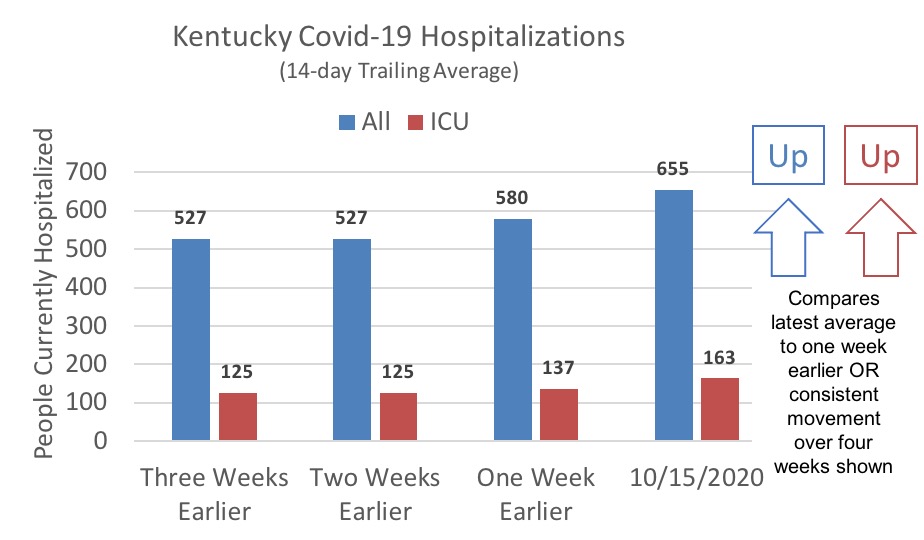 Kentucky Covid-19 Hospitalizations
(14-day Trailing Average)
All ICU
Up Up
People Currently Hospitalized
700
600
500
400
300
200
100
0
527
125
527
125
580
137
655
163
Three Weeks
Earlier
Two Weeks
Earlier
One Week
Earlier
10/15/2020
Compares
latest average
to one week
earlier OR
consistent
movement
over four
weeks shown